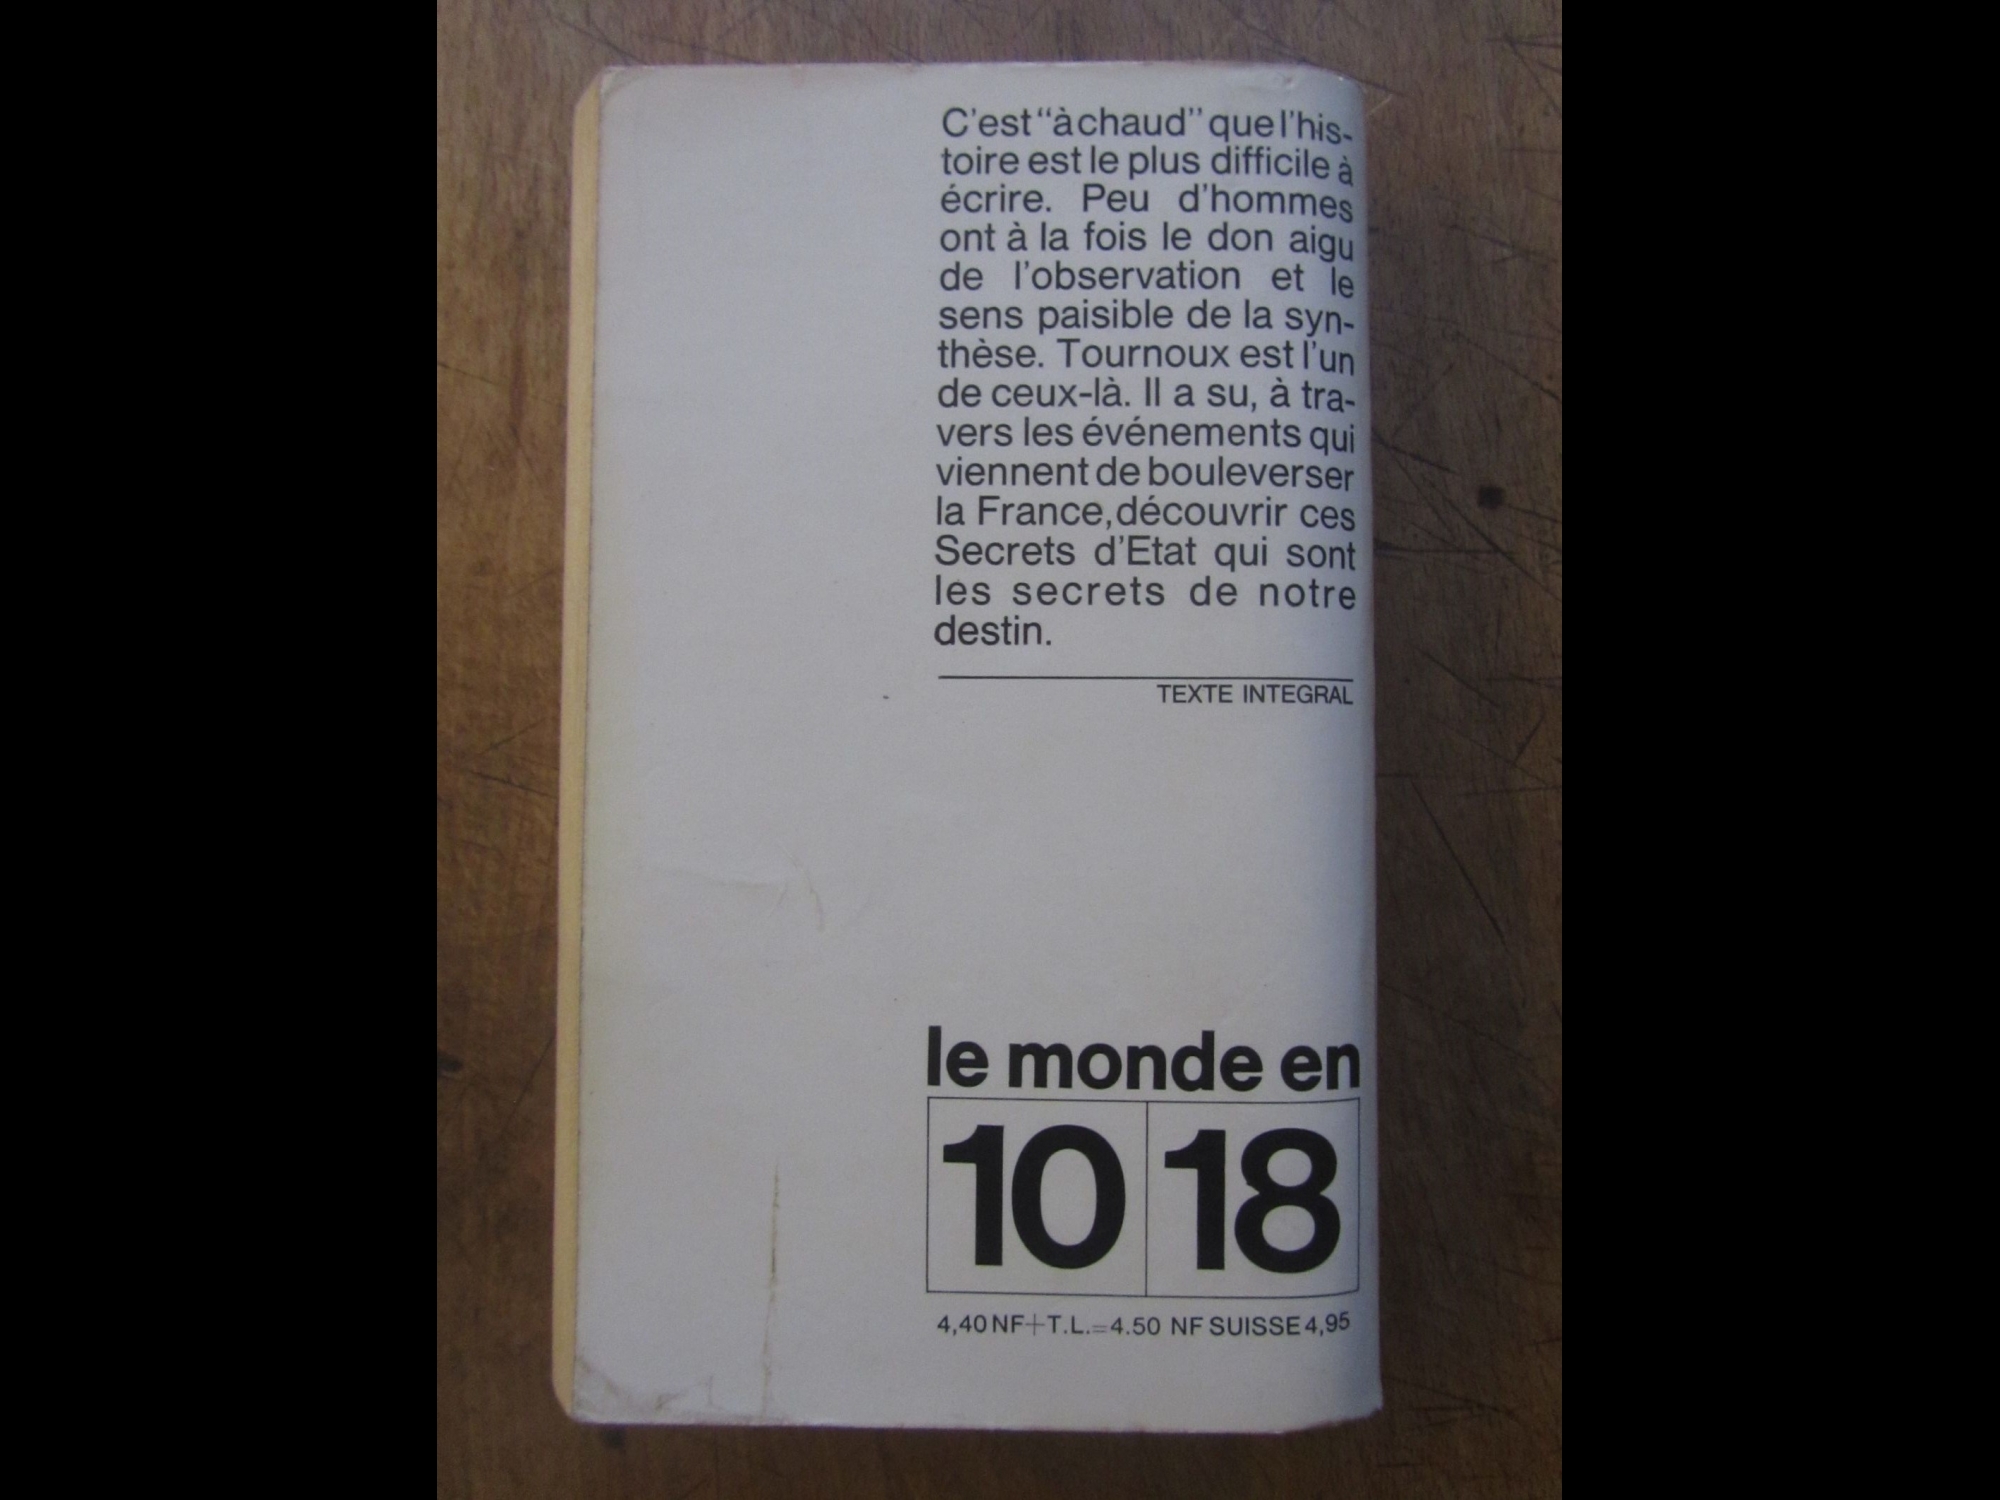 C'est “à chaud” que l'his-
toire est le plus difficile à
écrire. Peu d'hommes
ont à la fois le don aigu
de l'observation et le
sens paisible de la syn-
thèse. Tournoux est l'un
de ceux-là. Il a su, à tra-
vers les événements qui
viennent de bouleverser
la France, découvrir ces
Secrets d'Etat qui sont
les secrets de notre
destin.
TEXTE INTEGRAL
le monde en
10 18
4,40 NF+T.L.=4.50 NF SUISSE 4,95